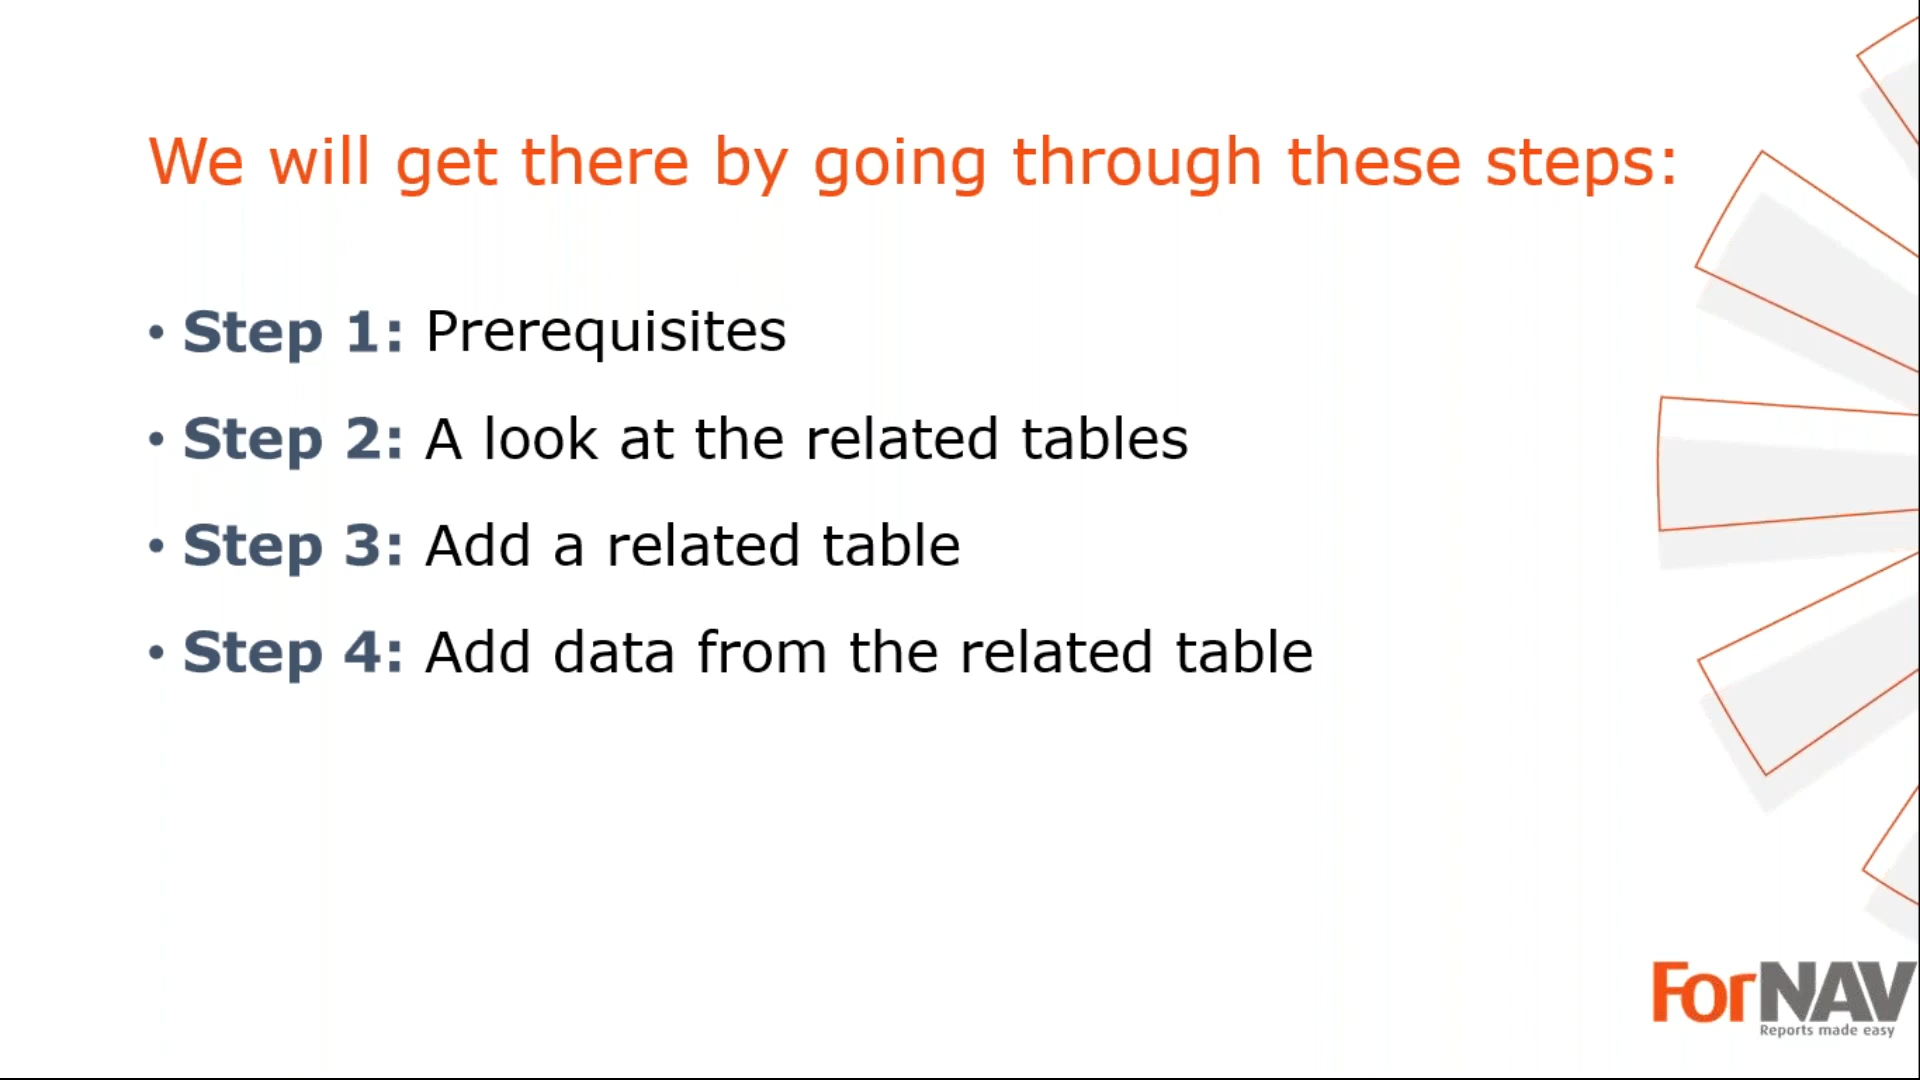 We will get there by going through these steps:
• Step 1: Prerequisites
• Step 2: A look at the related tables
• Step 3: Add a related table
• Step 4: Add data from the related table
ForNAV
Reports made easy